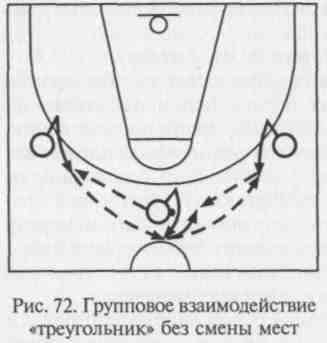 Рис. 72. Групповое взаимодействие
«треугольник» без смены мест